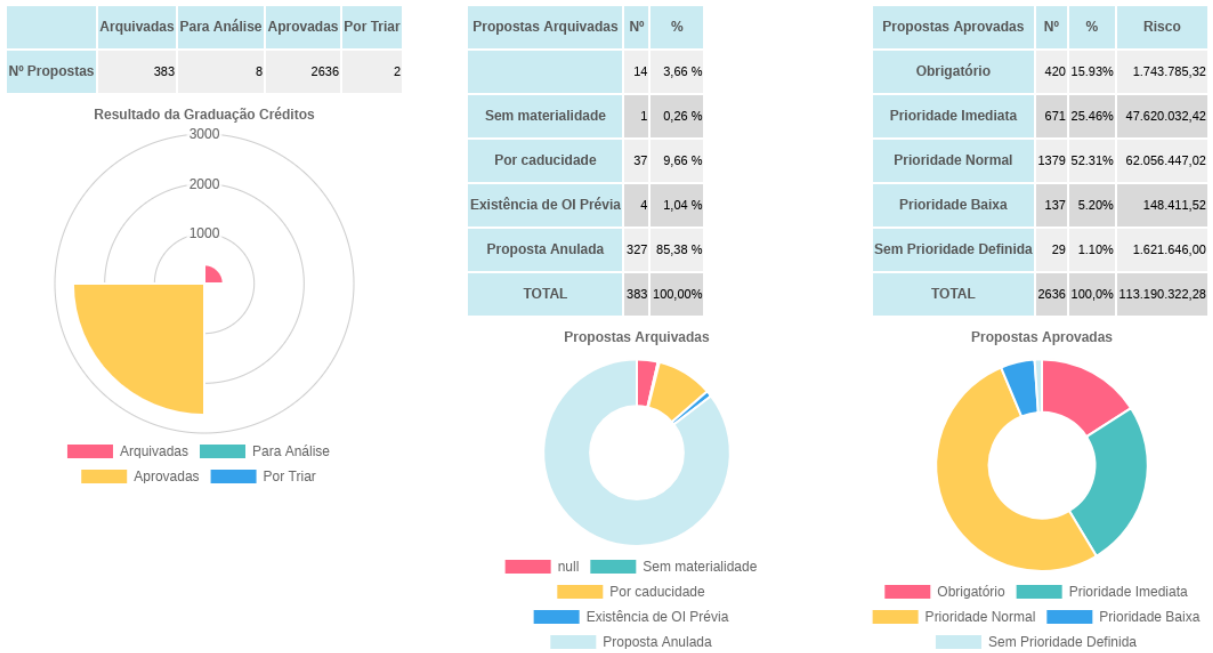 Arquivadas Para Análise Aprovadas Por Triar
Nº Propostas 383 8 2636 2
Resultado da Graduação Créditos
3000
2000
1000
Arquivadas Para Análise
Aprovadas Por Triar
Propostas Arquivadas Nº %
14 3,66 %
Sem materialidade 1 0,26 %
Por caducidade 37 9,66 %
Existência de OI Prévia 4 1,04 %
Proposta Anulada 327 85,38 %
TOTAL 383 100,00%
Propostas Arquivadas
null Sem materialidade
Por caducidade
Existência de OI Prévia
Proposta Anulada
Propostas Aprovadas Nº % Risco
Obrigatório 420 15.93% 1.743.785,32
Prioridade Imediata 671 25.46% 47.620.032,42
Prioridade Normal 1379 52.31% 62.056.447,02
Prioridade Baixa 137 5.20% 148.411,52
Sem Prioridade Definida 29 1.10% 1.621.646,00
TOTAL 2636 100,0% 113.190.322,28
Propostas Aprovadas
Obrigatório Prioridade Imediata
Prioridade Normal Prioridade Baixa
Sem Prioridade Definida